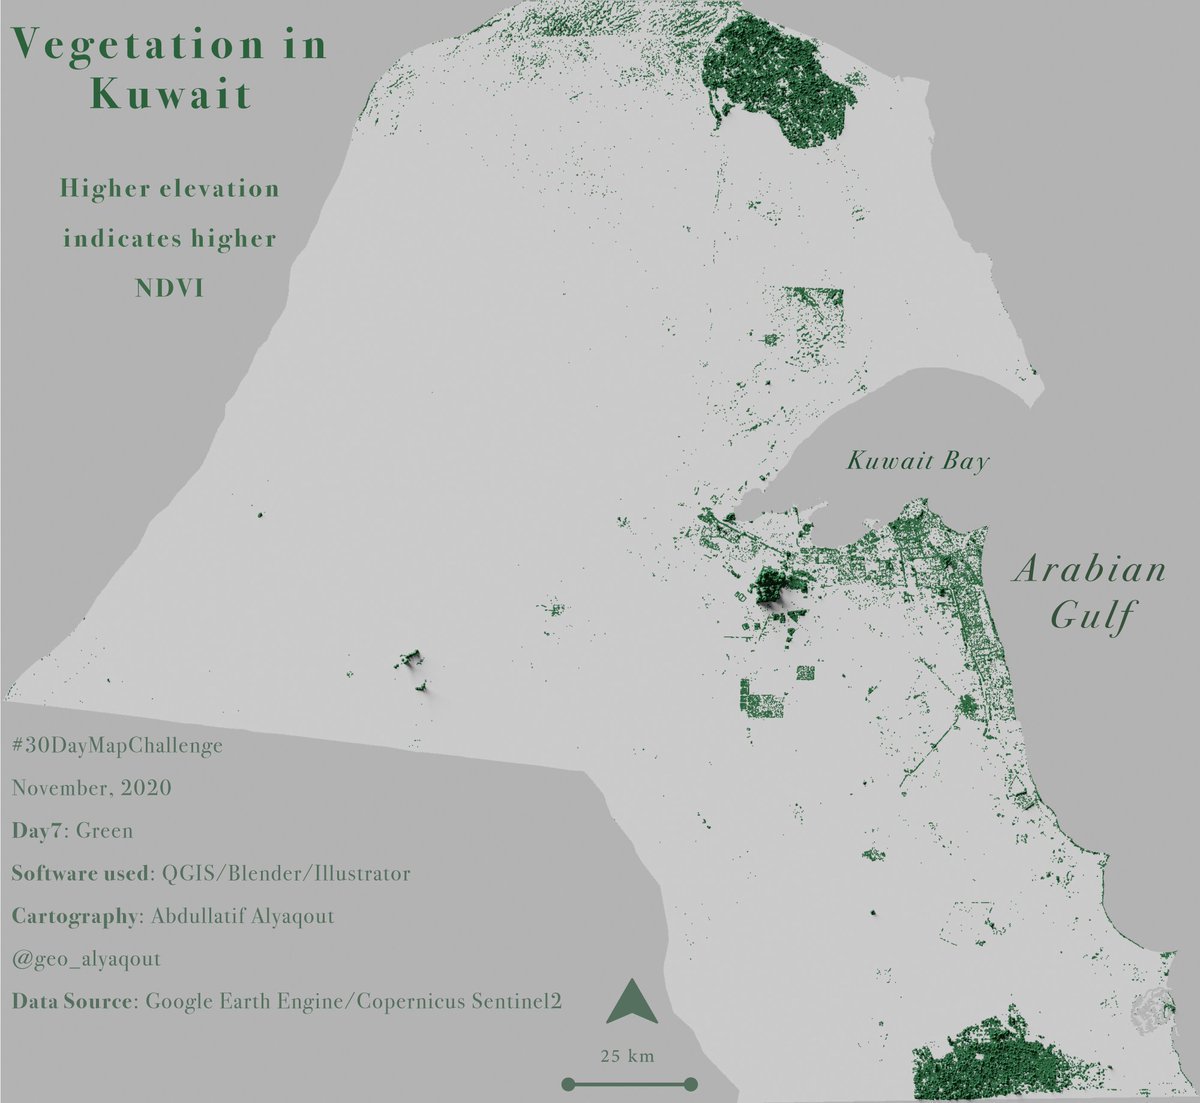 Vegetation in
Kuwait
Higher elevation
indicates higher
NDVI
Kuwait Bay
Arabian
Gulf
#30DayMapChallenge
November, 2020
Day7: Green
Software used: QGIS/Blender/Illustrator
Cartography: Abdullatif Alyaqout
@geo_alyaqout
Data Source: Google Earth Engine/Copernicus Sentinel2
25 km